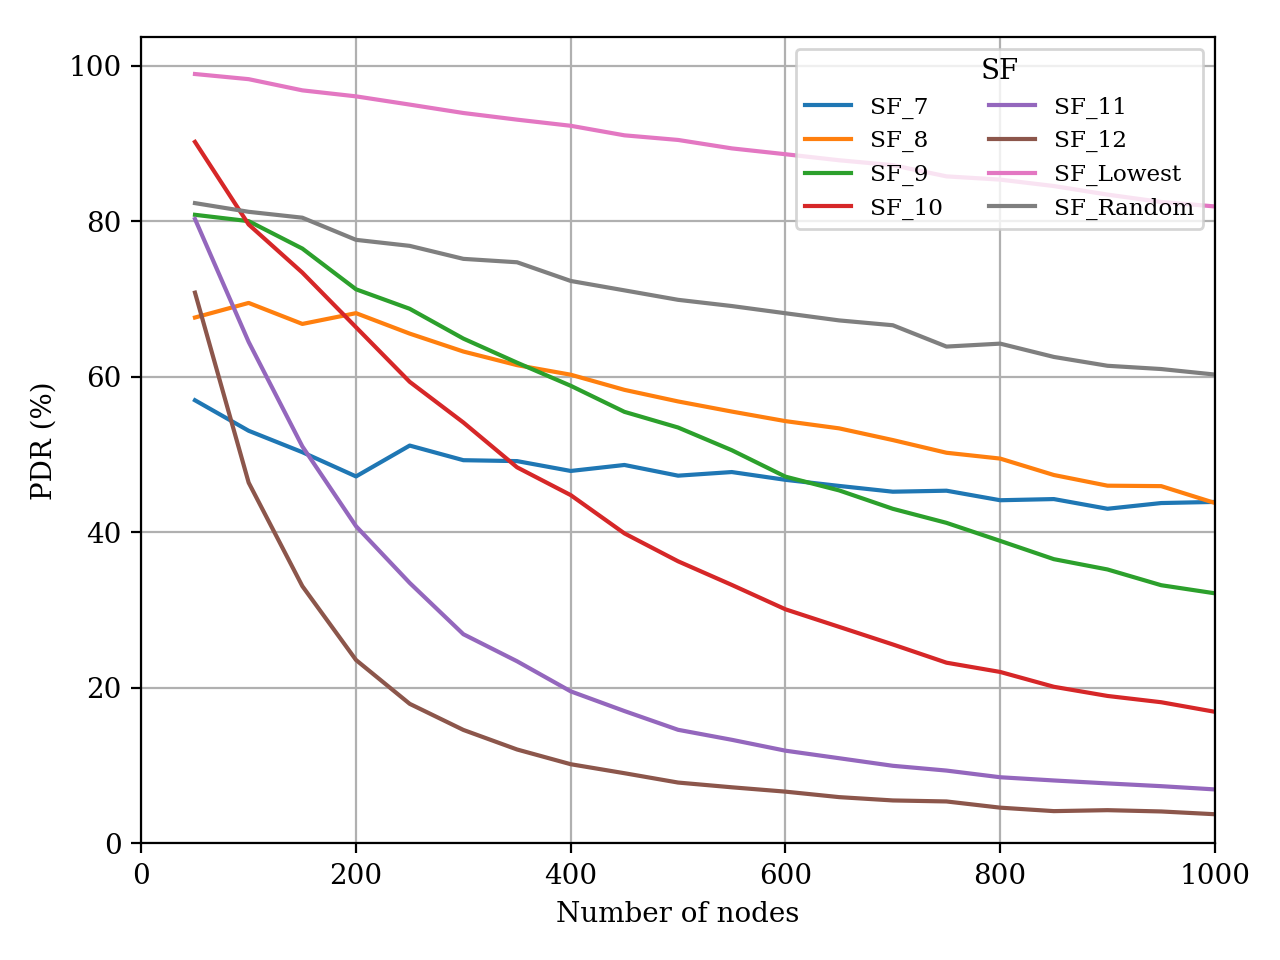 PDR (%)
100
80
60
40
20
0
SF
SF_7 SF_11
SF_8 SF_12
SF_9 SF_Lowest
SF_10 SF_Random
0 200 400 600 800 1000
Number of nodes